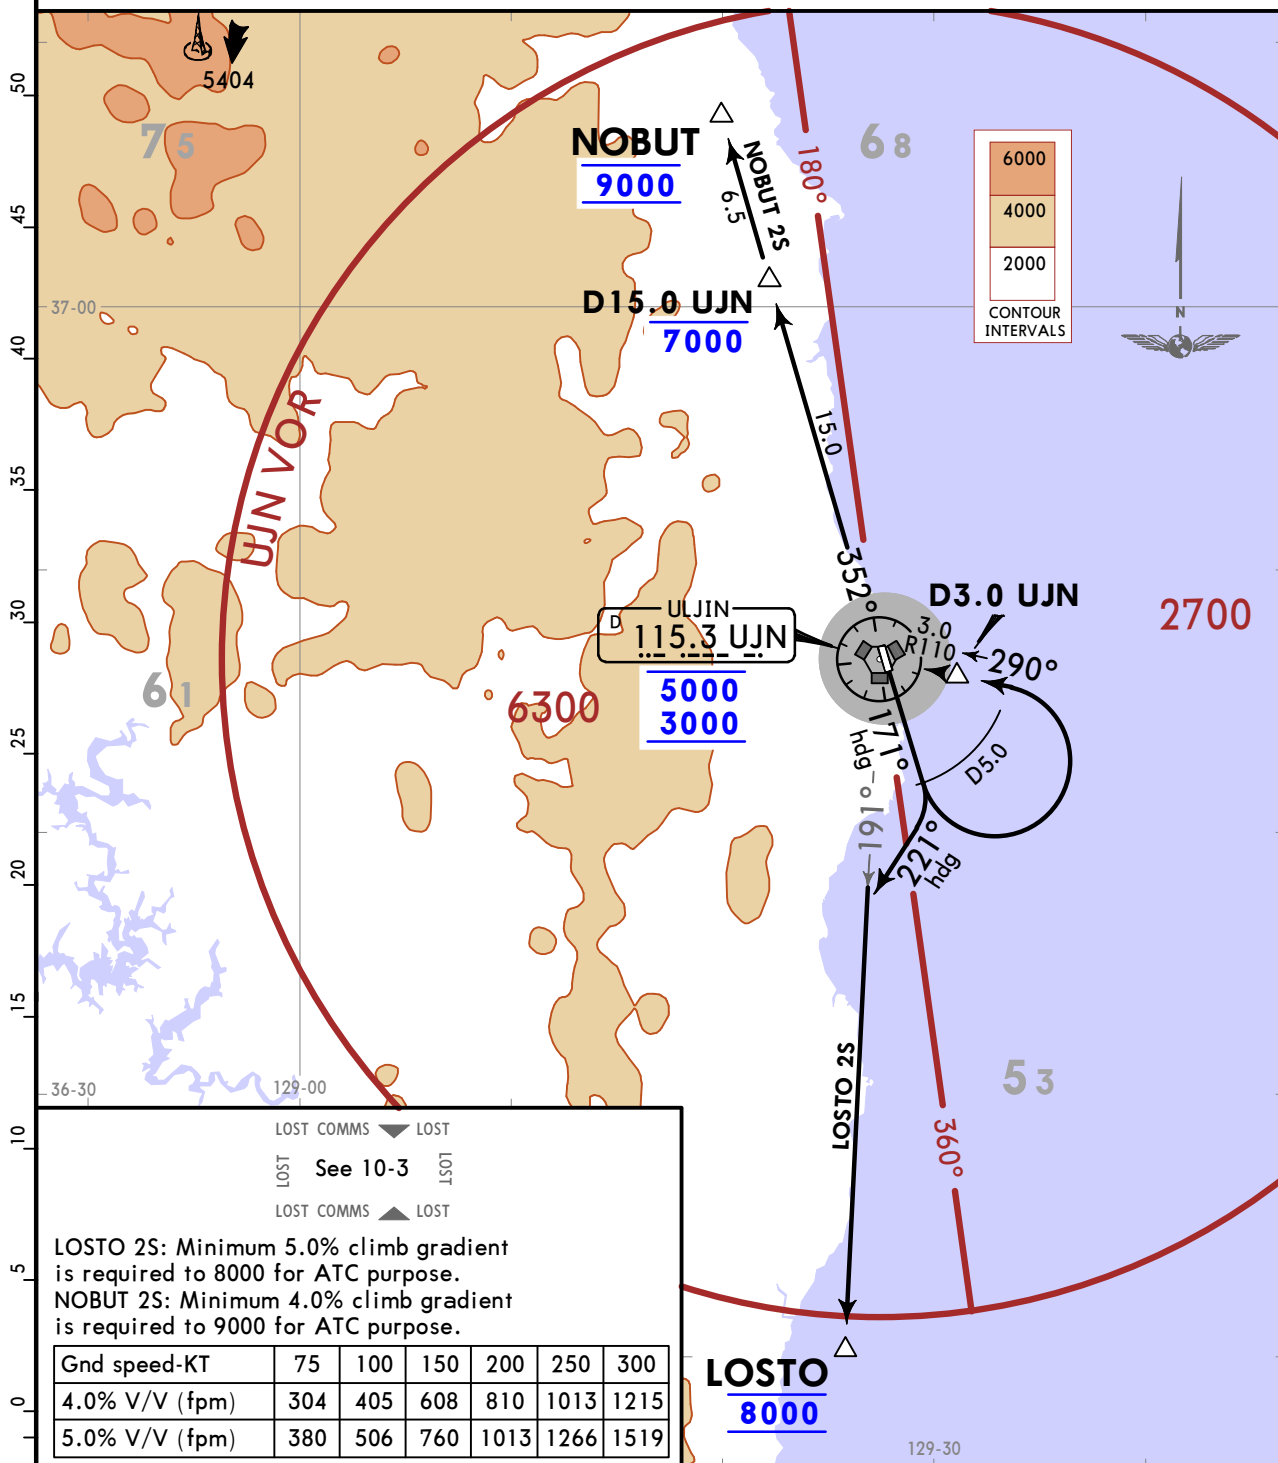 5404
50
7 5
6 8
NOBUT
9000
NOBUT 2S
6.5
180°
6000
4000
2000
CONTOUR
INTERVALS
N
45
37-00
D15.0 UJN
7000
40
15.0
UJN VOR
35
352°
D3.0 UJN
30
ULJIN
D
115.3 UJN
3.0
R110
290°
2700
5000
3000
6 1
6300
171°
hdg
25
D5.0
191°
221°
hdg
20
15
LOSTO 2S
5 3
36-30
129-00
360°
LOST COMMS LOST
10
LOST See 10-3 LOST
LOST COMMS LOST
LOSTO 2S: Minimum 5.0% climb gradient
is required to 8000 for ATC purpose.
5
NOBUT 2S: Minimum 4.0% climb gradient
is required to 9000 for ATC purpose.
Gnd speed-KT 75 100 150 200 250 300
4.0% V/V (fpm) 304 405 608 810 1013 1215
5.0% V/V (fpm) 380 506 760 1013 1266 1519
0
LOSTO
8000
129-30